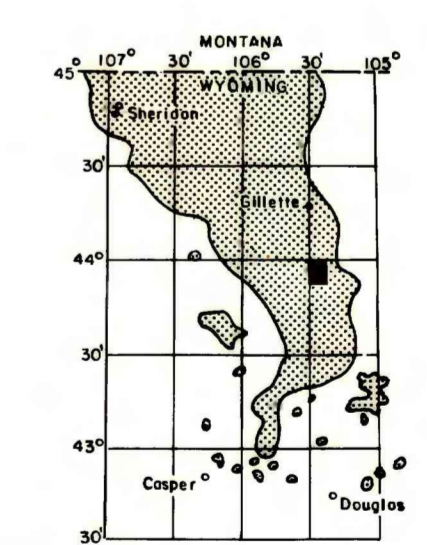 MONTANA
107° 30' 106° 30' 105°
45°
WYOMING
Sheridan
30'
Gillette
44°
30'
43°
Casper
Douglas
30'